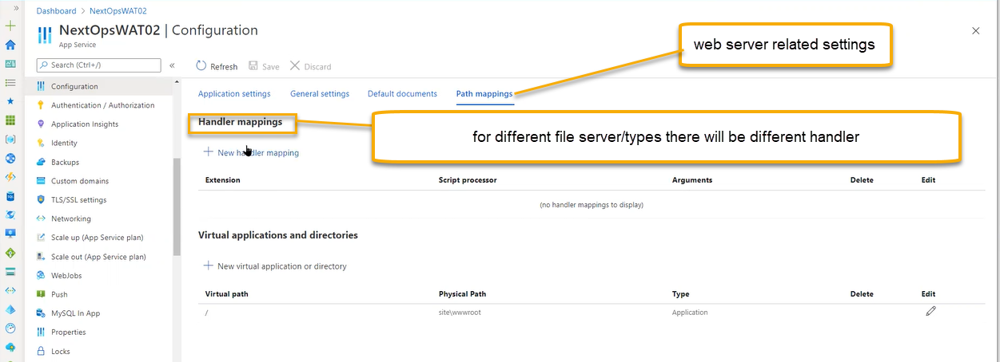 Dashboard > NextOpsWAT02
NextOpsWAT02 | Configuration
App Service
web server related settings
Search (Ctrl+/)
Refresh Save Discard
Configuration
Authentication / Authorization
Application Insights
Identity
Backups
Custom domains
TLS/SSL settings
Networking
Scale up (App Service plan)
Scale out (App Service plan)
WebJobs
Push
MySQL In App
Properties
Locks
Application settings General settings Default documents Path mappings
Handler mappings
for different file server/types there will be different handler
New handler mapping
Extension Script processor Arguments Delete Edit
(no handler mappings to display)
Virtual applications and directories
New virtual application or directory
Virtual path Physical Path Type Delete Edit
/ site\wwwroot Application